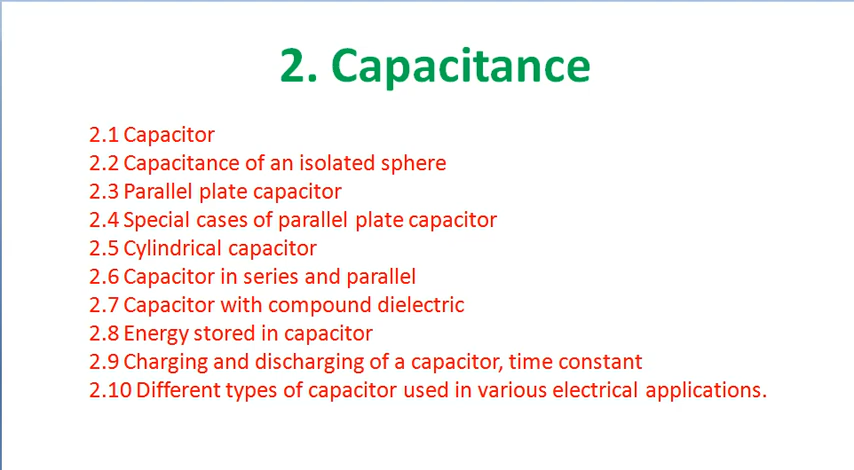 2. Capacitance
2.1 Capacitor
2.2 Capacitance of an isolated sphere
2.3 Parallel plate capacitor
2.4 Special cases of parallel plate capacitor
2.5 Cylindrical capacitor
2.6 Capacitor in series and parallel
2.7 Capacitor with compound dielectric
2.8 Energy stored in capacitor
2.9 Charging and discharging of a capacitor, time constant
2.10 Different types of capacitor used in various electrical applications.